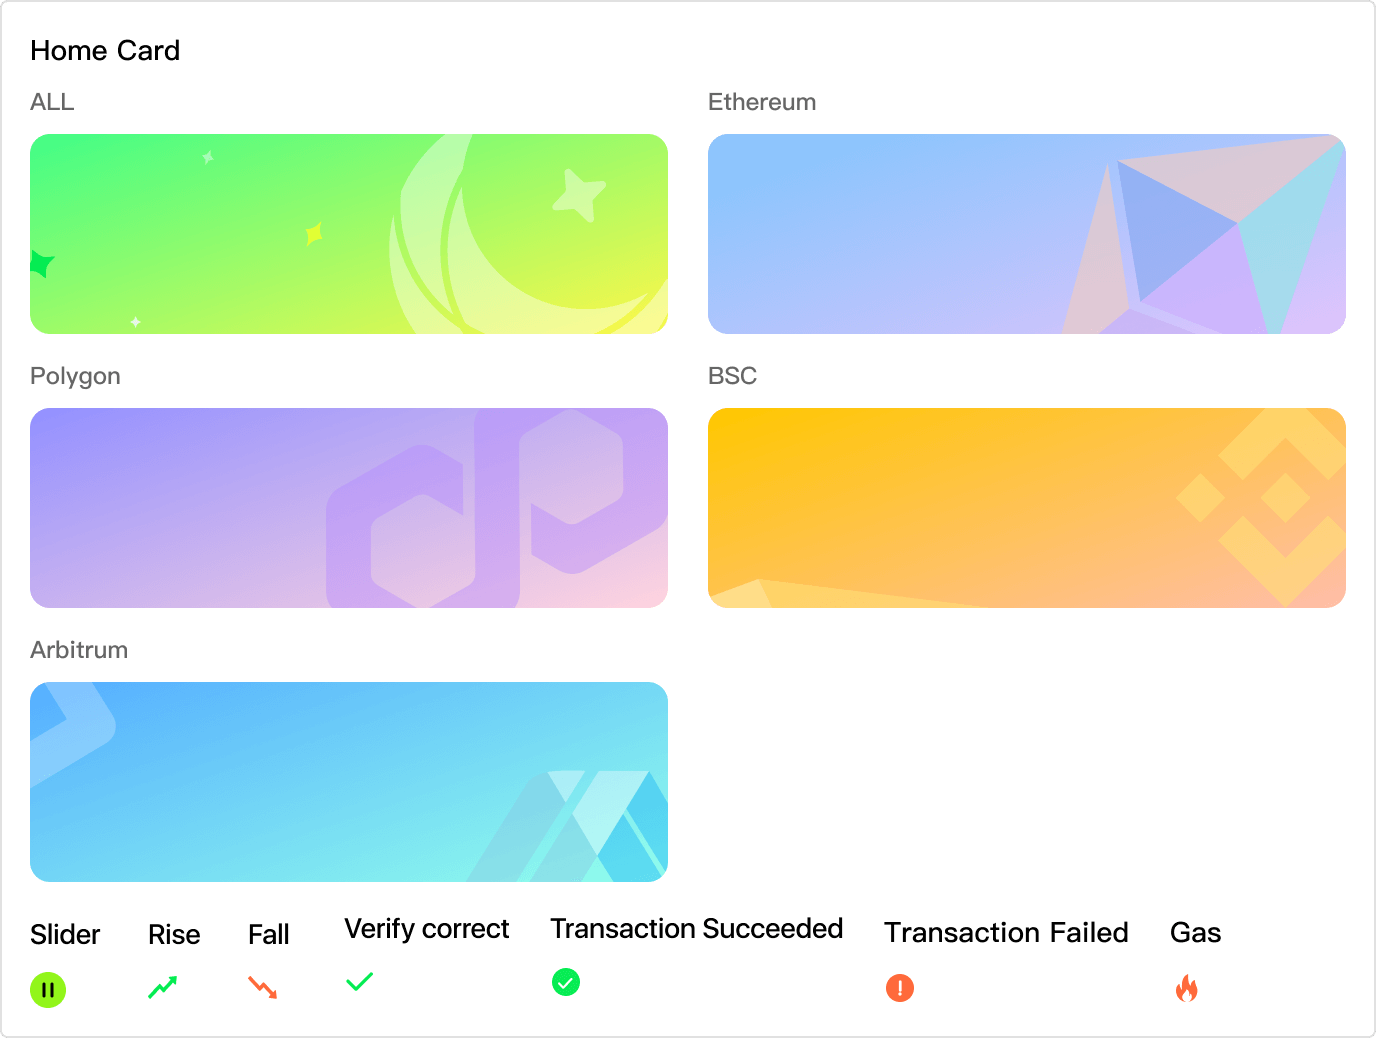 Home Card
ALL
Ethereum
Polygon
BSC
Arbitrum
Slider
Rise
Fall
Verify correct
Transaction Succeeded
Transaction Failed
Gas